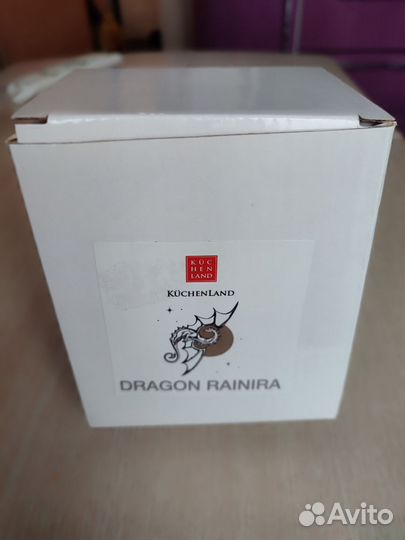 KÜC
HEN
LAND
KÜCHENLAND
DRAGON RAINIRA
Avito